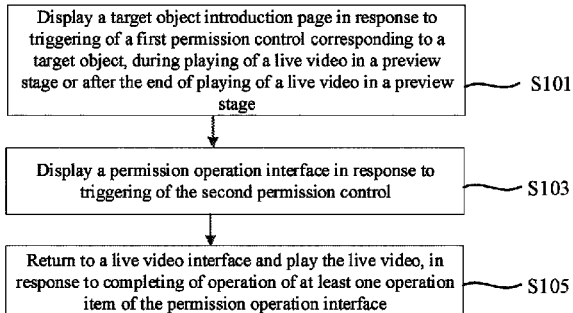 Display a target object introduction page in response to
triggering of a first permission control corresponding to a
target object, during playing of a live video in a preview
stage or after the end of playing of a live video in a preview
stage
S101
Display a permission operation interface in response to
triggering of the second permission control
S103
Return to a live video interface and play the live video, in
response to completing of operation of at least one operation
item of the permission operation interface
S105